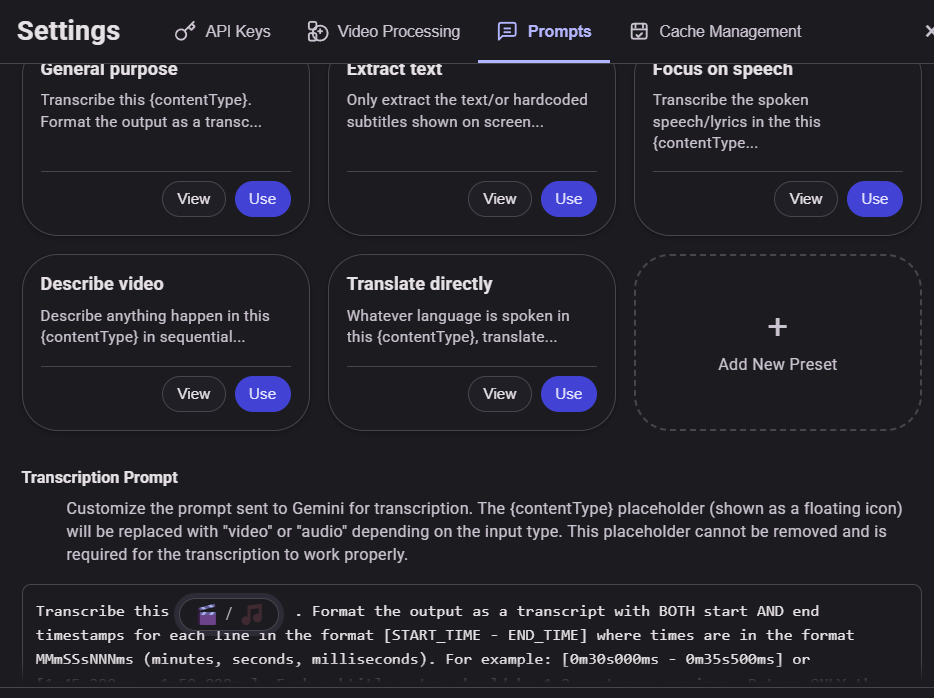 Settings
API Keys
Video Processing
Prompts
Cache Management
General purpose
Transcribe this {contentType}.
Format the output as a transc...
View
Use
Extract text
Only extract the text/or hardcoded
subtitles shown on screen...
View
Use
Focus on speech
Transcribe the spoken
speech/lyrics in the this
{contentType...
View
Use
Describe video
Describe anything happen in this
{contentType} in sequential...
View
Use
Translate directly
Whatever language is spoken in
this {contentType}, translate...
View
Use
+
Add New Preset
Transcription Prompt
Customize the prompt sent to Gemini for transcription. The {contentType} placeholder (shown as a floating icon)
will be replaced with "video" or "audio" depending on the input type. This placeholder cannot be removed and is
required for the transcription to work properly.
Transcribe this / . Format the output as a transcript with BOTH start AND end
timestamps for each line in the format [START_TIME - END_TIME] where times are in the format
MMmSSsNNNms (minutes, seconds, milliseconds). For example: [0m30s000ms - 0m35s500ms] or